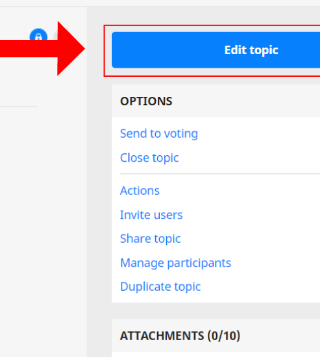 Edit topic
OPTIONS
Send to voting
Close topic
Actions
Invite users
Share topic
Manage participants
Duplicate topic
ATTACHMENTS (0/10)